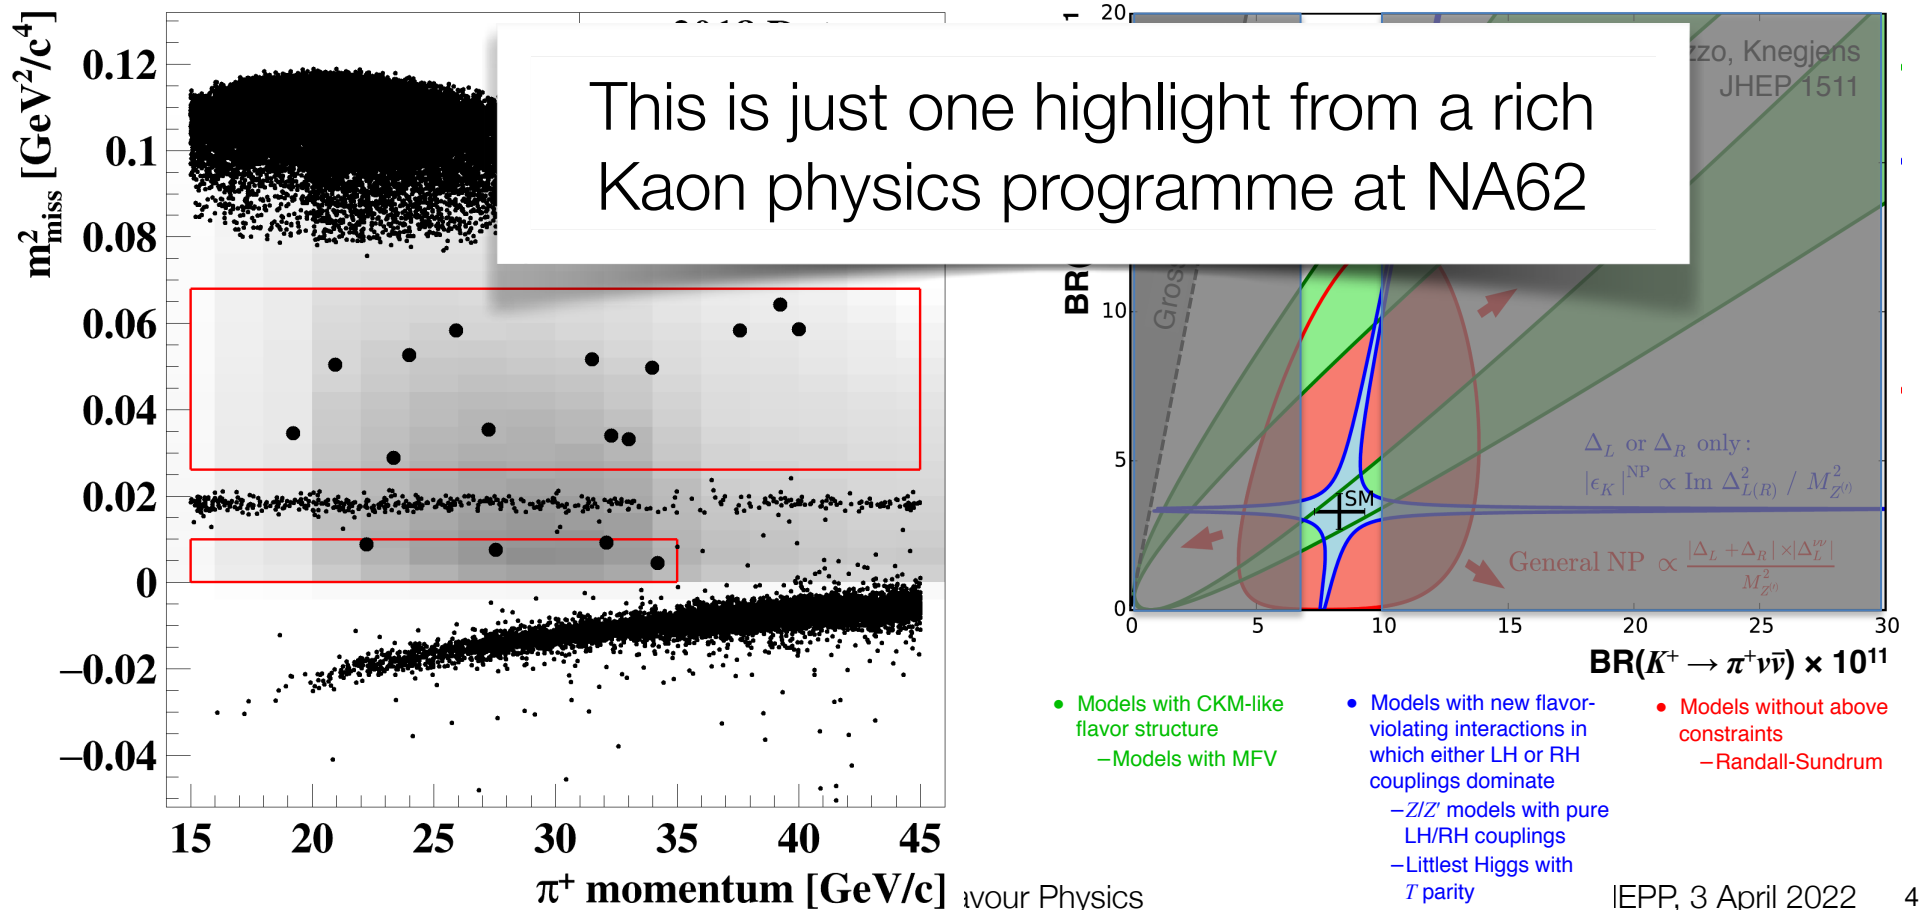 This is just one highlight from a rich
Kaon physics programme at NA62
m²miss [GeV²/c⁴]
0.12
0.1
0.08
0.06
0.04
0.02
0
−0.02
−0.04
15 20 25 30 35 40 45
π⁺ momentum [GeV/c]
Knegjens
JHEP 1511
20
10
5
0
BR(
SM
Δ_L or Δ_R only:
|ϵ_K|^NP ∝ Im Δ²_L(R) / M²_Z(′)
General NP ∝ |Δ_L + Δ_R| × |Δ_L^νν| / M²_Z(′)
0 5 10 15 20 25 30
BR(K⁺ → π⁺νν̄) × 10¹¹
• Models with CKM-like
flavor structure
–Models with MFV
• Models with new flavor-
violating interactions in
which either LH or RH
couplings dominate
–Z/Z′ models with pure
LH/RH couplings
–Littlest Higgs with
T parity
• Models without above
constraints
–Randall-Sundrum
Physics
3 April 2022 4